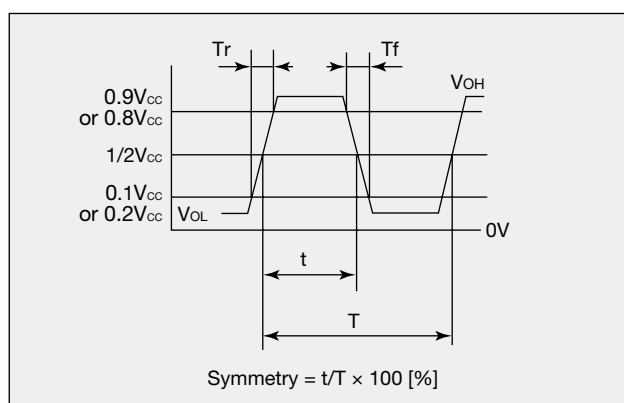 Tr
Tf
VOH
0.9Vcc
or 0.8Vcc
1/2Vcc
0.1Vcc
or 0.2Vcc
VOL
0V
t
T
Symmetry = t/T × 100 [%]